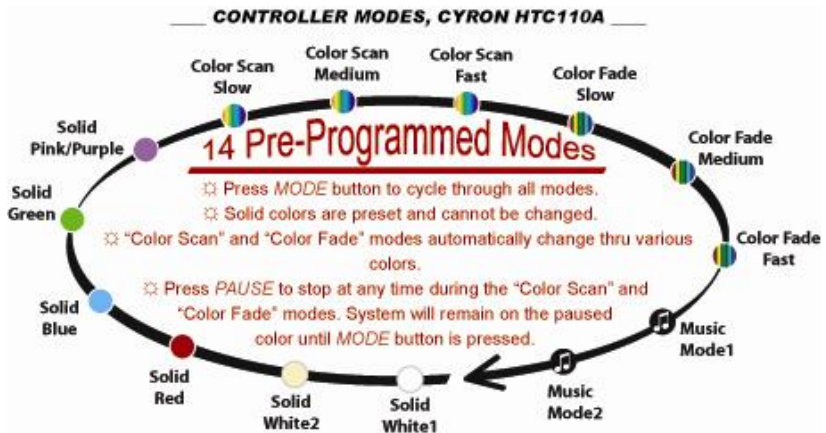 CONTROLLER MODES, CYRON HTC110A
Color Scan
Slow
Color Scan
Medium
Color Scan
Fast
Color Fade
Slow
Color Fade
Medium
Color Fade
Fast
Music
Mode1
Music
Mode2
Solid
White1
Solid
White2
Solid
Red
Solid
Blue
Solid
Green
Solid
Pink/Purple
14 Pre-Programmed Modes
Press MODE button to cycle through all modes.
Solid colors are preset and cannot be changed.
“Color Scan” and “Color Fade” modes automatically change thru various
colors.
Press PAUSE to stop at any time during the “Color Scan” and
“Color Fade” modes. System will remain on the paused
color until MODE button is pressed.